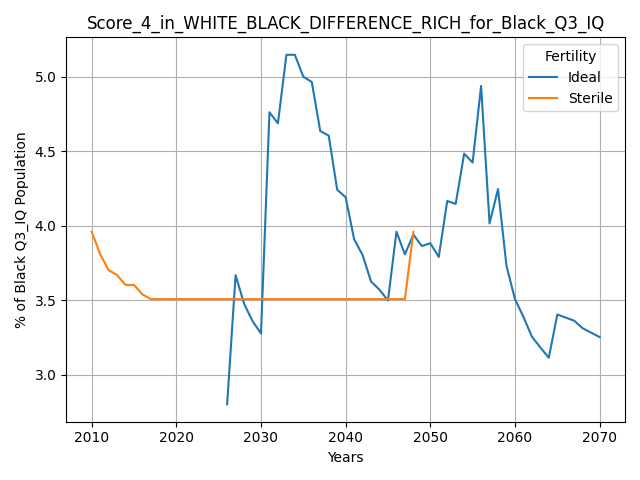 Score_4_in_WHITE_BLACK_DIFFERENCE_RICH_for_Black_Q3_IQ
Fertility
Ideal
Sterile
% of Black Q3_IQ Population
5.0
4.5
4.0
3.5
3.0
2010 2020 2030 2040 2050 2060 2070
Years